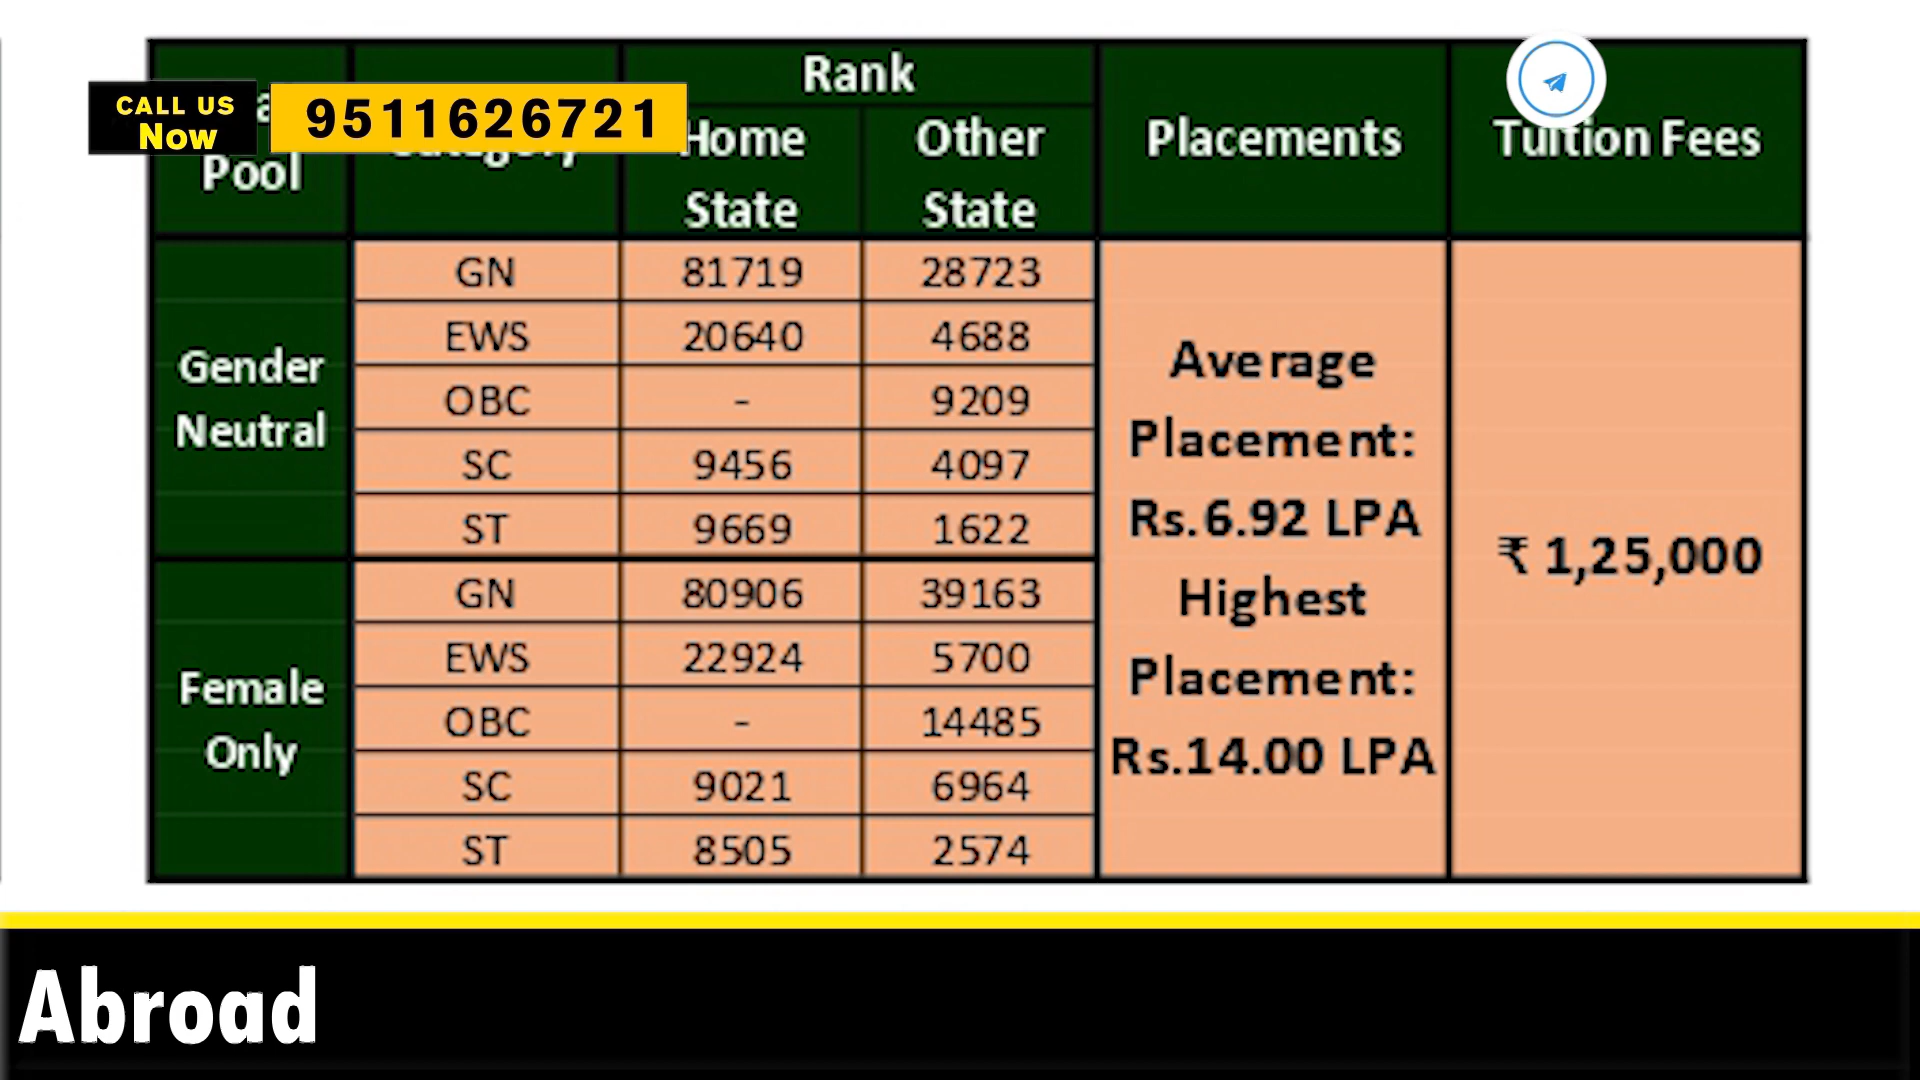 CALL US
Now
9511626721
Pool
Rank
Home
State
Other
State
Placements
Tuition Fees
Gender
Neutral
GN 81719 28723
EWS 20640 4688
OBC - 9209
SC 9456 4097
ST 9669 1622
Female
Only
GN 80906 39163
EWS 22924 5700
OBC - 14485
SC 9021 6964
ST 8505 2574
Average
Placement:
Rs.6.92 LPA
Highest
Placement:
Rs.14.00 LPA
₹ 1,25,000
Abroad